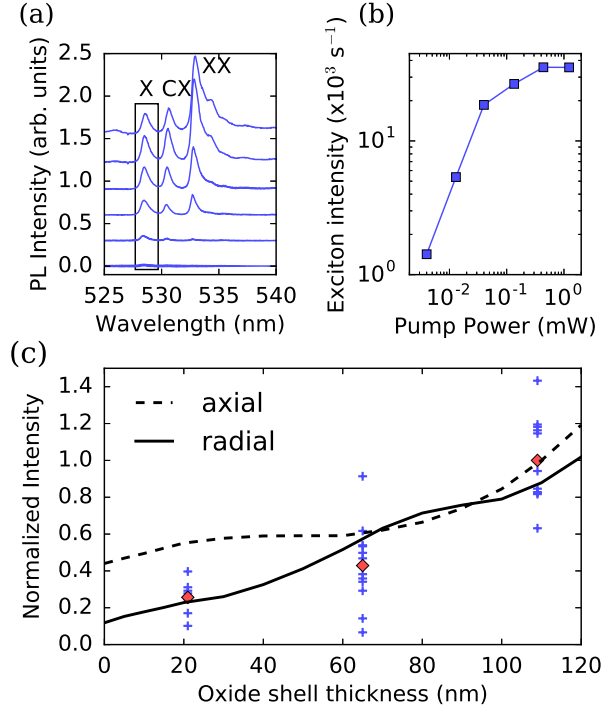 (a)
PL Intensity (arb. units)
2.5
2.0
1.5
1.0
0.5
0.0
X CX XX
525 530 535 540
Wavelength (nm)
(b)
Exciton intensity (x10³ s⁻¹)
10¹
10⁰
10⁻² 10⁻¹ 10⁰
Pump Power (mW)
(c)
Normalized Intensity
1.4
1.2
1.0
0.8
0.6
0.4
0.2
0.0
axial
radial
0 20 40 60 80 100 120
Oxide shell thickness (nm)